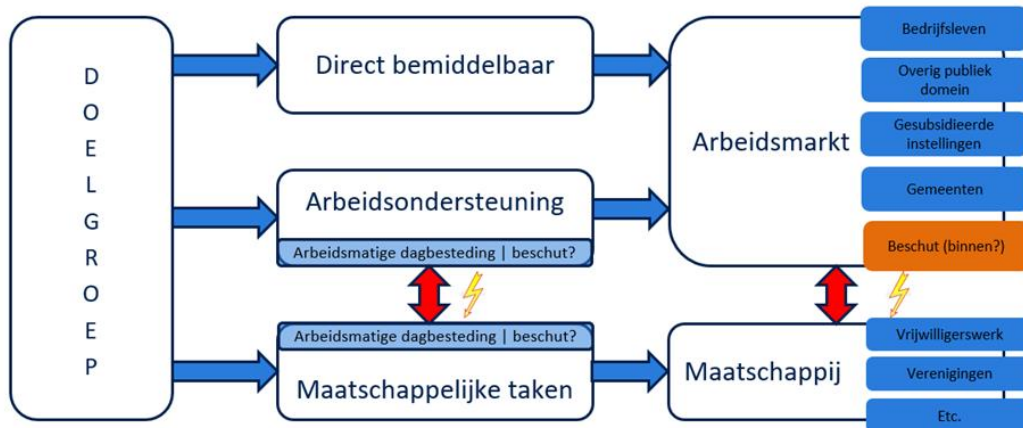 DOELGROEP
Direct bemiddelbaar
Arbeidsondersteuning
Arbeidsmatige dagbesteding | beschut?
Arbeidsmatige dagbesteding | beschut?
Maatschappelijke taken
Arbeidsmarkt
Bedrijfsleven
Overig publiek
domein
Gesubsidieerde
instellingen
Gemeenten
Beschut (binnen?)
Maatschappij
Vrijwilligerswerk
Verenigingen
Etc.